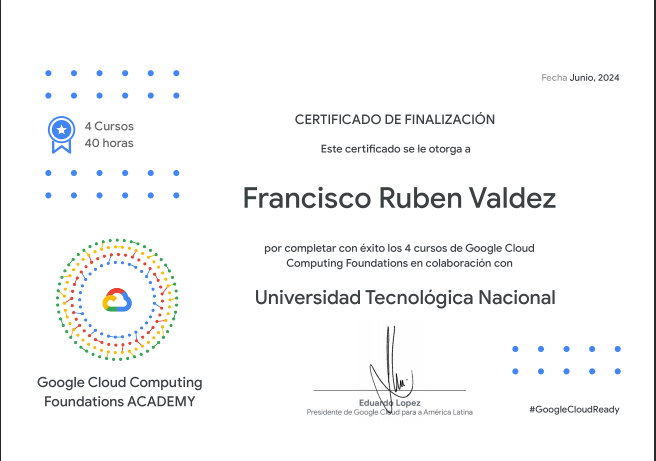 Fecha Junio, 2024
4 Cursos
40 horas
CERTIFICADO DE FINALIZACIÓN
Este certificado se le otorga a
Francisco Ruben Valdez
por completar con éxito los 4 cursos de Google Cloud
Computing Foundations en colaboración con
Universidad Tecnológica Nacional
Google Cloud Computing
Foundations ACADEMY
Eduardo Lopez
Presidente de Google Cloud para a América Latina
#GoogleCloudReady